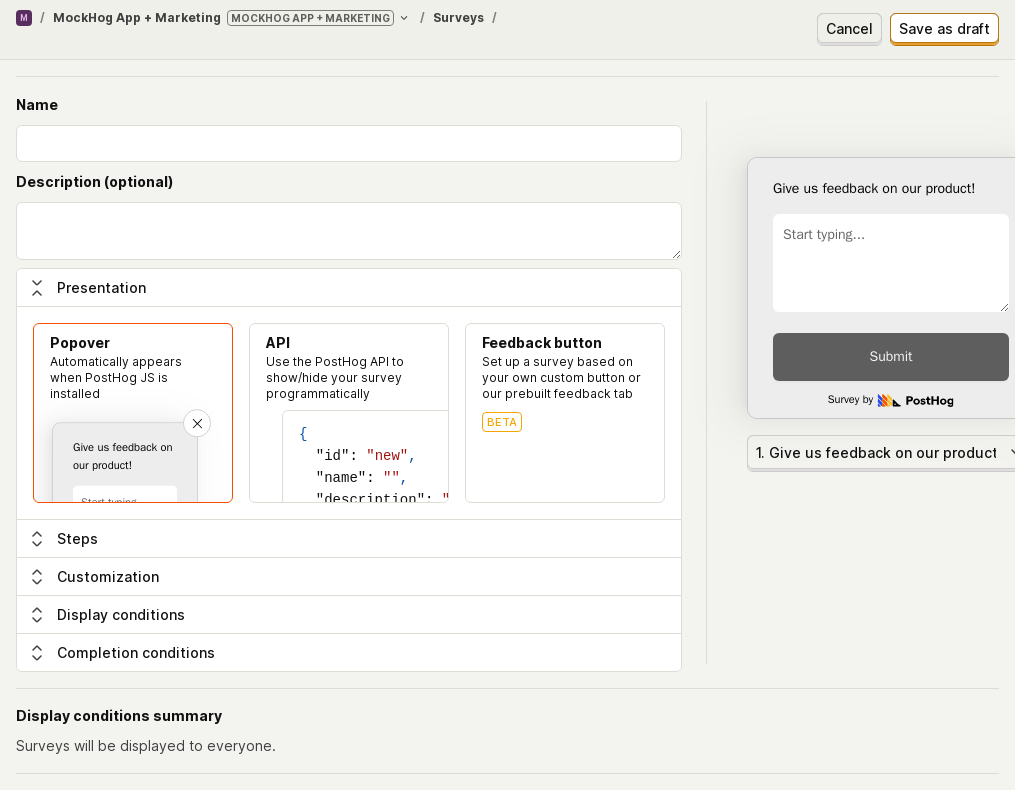 M / MockHog App + Marketing MOCKHOG APP + MARKETING / Surveys /
Cancel Save as draft
Name
Description (optional)
Presentation
Popover
Automatically appears
when PostHog JS is
installed
Give us feedback on
our product!
Start typing
API
Use the PostHog API to
show/hide your survey
programmatically
{
"id": "new",
"name": "",
"description": "
Feedback button
Set up a survey based on
your own custom button or
our prebuilt feedback tab
BETA
Steps
Customization
Display conditions
Completion conditions
Give us feedback on our product!
Start typing...
Submit
Survey by PostHog
1. Give us feedback on our product
Display conditions summary
Surveys will be displayed to everyone.